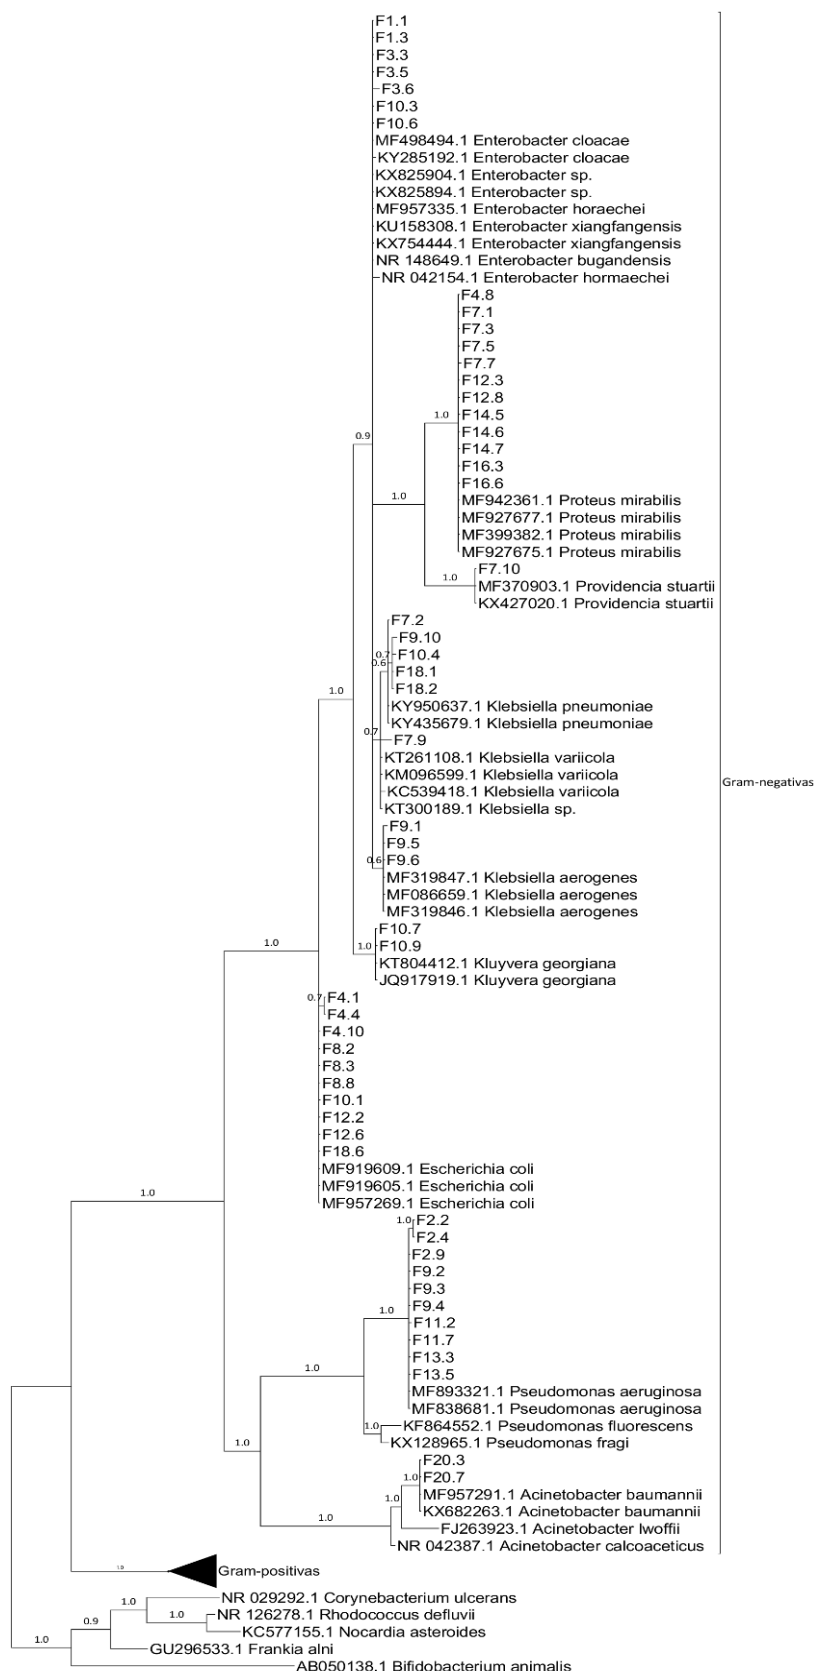 F1.1
F1.3
F3.3
F3.5
F3.6
F10.3
F10.6
MF498494.1 Enterobacter cloacae
KY285192.1 Enterobacter cloacae
KX825904.1 Enterobacter sp.
KX825894.1 Enterobacter sp.
MF957335.1 Enterobacter horaechei
KU158308.1 Enterobacter xiangfangensis
KX754444.1 Enterobacter xiangfangensis
NR 148649.1 Enterobacter bugandensis
NR 042154.1 Enterobacter hormaechei
F4.8
F7.1
F7.3
F7.5
F7.7
F12.3
F12.8
1.0 F14.5
F14.6
0.9
F14.7
F16.3
F16.6
1.0 MF942361.1 Proteus mirabilis
MF927677.1 Proteus mirabilis
MF399382.1 Proteus mirabilis
MF927675.1 Proteus mirabilis
F7.10
1.0 MF370903.1 Providencia stuartii
KX427020.1 Providencia stuartii
F7.2
F9.10
0.7 F10.4
0.6 F18.1
F18.2
1.0
KY950637.1 Klebsiella pneumoniae
KY435679.1 Klebsiella pneumoniae
0.7 F7.9
KT261108.1 Klebsiella variicola
KM096599.1 Klebsiella variicola
Gram-negativas
KC539418.1 Klebsiella variicola
KT300189.1 Klebsiella sp.
F9.1
F9.5
0.6 F9.6
MF319847.1 Klebsiella aerogenes
MF086659.1 Klebsiella aerogenes
MF319846.1 Klebsiella aerogenes
F10.7
1.0 1.0 F10.9
KT804412.1 Kluyvera georgiana
JQ917919.1 Kluyvera georgiana
0.7 F4.1
F4.4
F4.10
F8.2
F8.3
F8.8
F10.1
F12.2
F12.6
F18.6
MF919609.1 Escherichia coli
MF919605.1 Escherichia coli
1.0
MF957269.1 Escherichia coli
1.0 F2.2
F2.4
F2.9
F9.2
F9.3
F9.4
1.0
F11.2
F11.7
F13.3
1.0
F13.5
MF893321.1 Pseudomonas aeruginosa
MF838681.1 Pseudomonas aeruginosa
1.0 KF864552.1 Pseudomonas fluorescens
1.0
KX128965.1 Pseudomonas fragi
F20.3
1.0 F20.7
1.0 MF957291.1 Acinetobacter baumannii
KX682263.1 Acinetobacter baumannii
1.0
FJ263923.1 Acinetobacter lwoffii
NR 042387.1 Acinetobacter calcoaceticus
1.0 Gram-positivas
NR 029292.1 Corynebacterium ulcerans
1.0
1.0 NR 126278.1 Rhodococcus defluvii
0.9
KC577155.1 Nocardia asteroides
1.0
GU296533.1 Frankia alni
AB050138.1 Bifidobacterium animalis